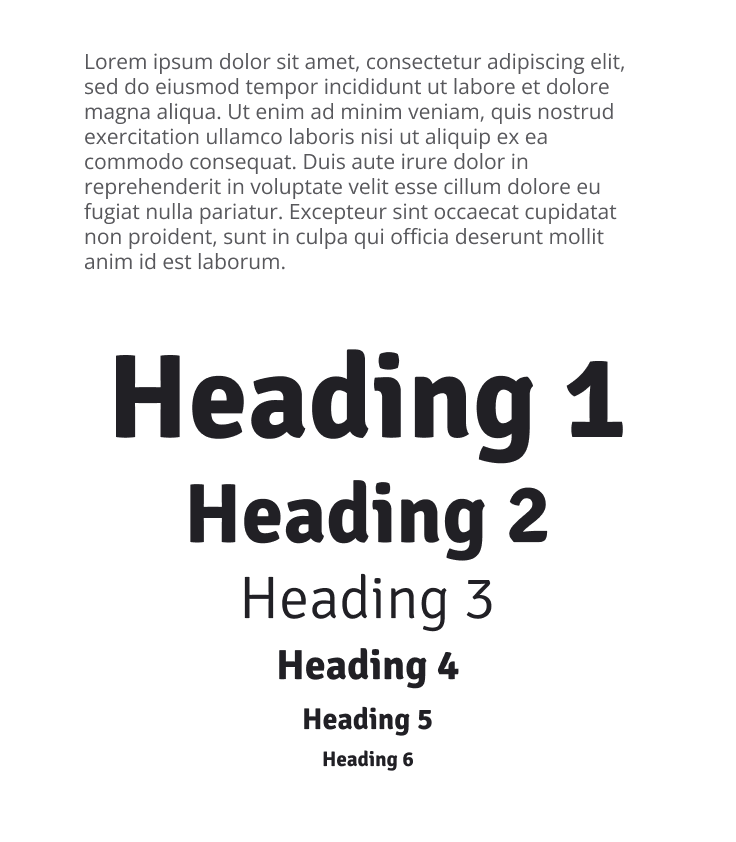 Lorem ipsum dolor sit amet, consectetur adipiscing elit,
sed do eiusmod tempor incididunt ut labore et dolore
magna aliqua. Ut enim ad minim veniam, quis nostrud
exercitation ullamco laboris nisi ut aliquip ex ea
commodo consequat. Duis aute irure dolor in
reprehenderit in voluptate velit esse cillum dolore eu
fugiat nulla pariatur. Excepteur sint occaecat cupidatat
non proident, sunt in culpa qui officia deserunt mollit
anim id est laborum.
Heading 1
Heading 2
Heading 3
Heading 4
Heading 5
Heading 6